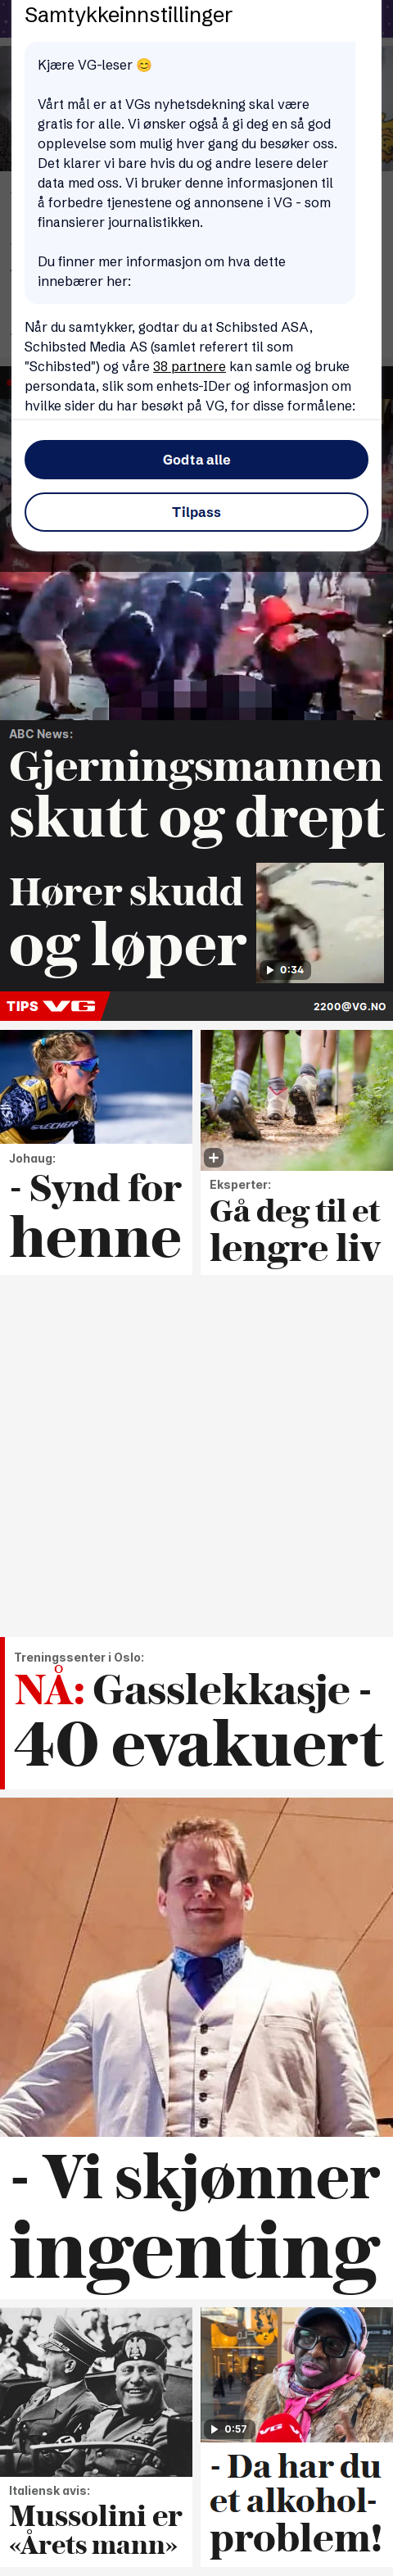 Samtykkeinnstillinger
Kjære VG-leser 😊
Vårt mål er at VGs nyhetsdekning skal være
gratis for alle. Vi ønsker også å gi deg en så god
opplevelse som mulig hver gang du besøker oss.
Det klarer vi bare hvis du og andre lesere deler
data med oss. Vi bruker denne informasjonen til
å forbedre tjenestene og annonsene i VG - som
finansierer journalistikken.
Du finner mer informasjon om hva dette
innebærer her:
Når du samtykker, godtar du at Schibsted ASA,
Schibsted Media AS (samlet referert til som
"Schibsted") og våre 38 partnere kan samle og bruke
persondata, slik som enhets-IDer og informasjon om
hvilke sider du har besøkt på VG, for disse formålene:
Godta alle
Tilpass
ABC News:
Gjerningsmannen
skutt og drept
Hører skudd
og løper
0:34
TIPS VG
2200@VG.NO
Johaug:
- Synd for
henne
Eksperter:
Gå deg til et
lengre liv
Treningssenter i Oslo:
NÅ: Gasslekkasje -
40 evakuert
- Vi skjønner
ingenting
Italiensk avis:
Mussolini er
«Årets mann»
VG
0:57
- Da har du
et alkohol-
problem!